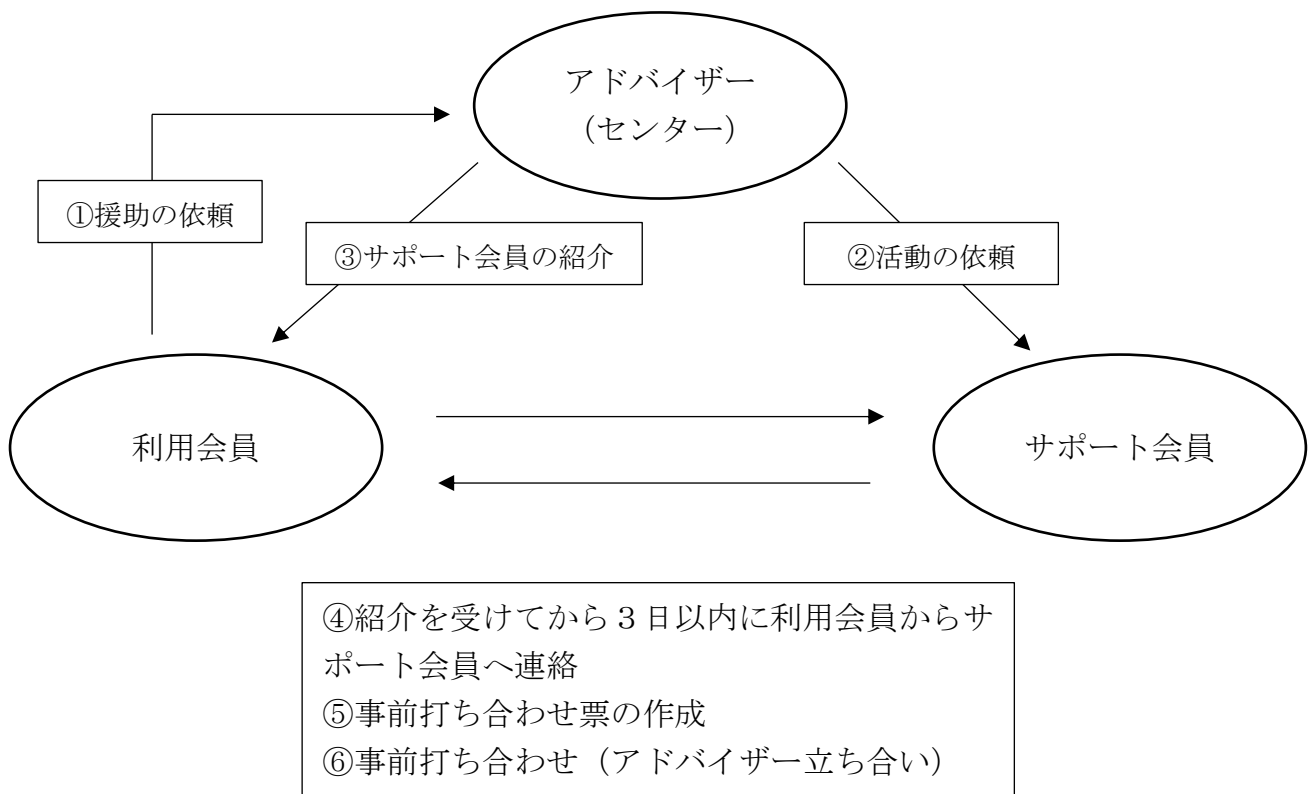 アドバイザー
（センター）
①援助の依頼
③サポート会員の紹介
②活動の依頼
利用会員
サポート会員
④紹介を受けてから３日以内に利用会員からサ
ポート会員へ連絡
⑤事前打ち合わせ票の作成
⑥事前打ち合わせ（アドバイザー立ち合い）